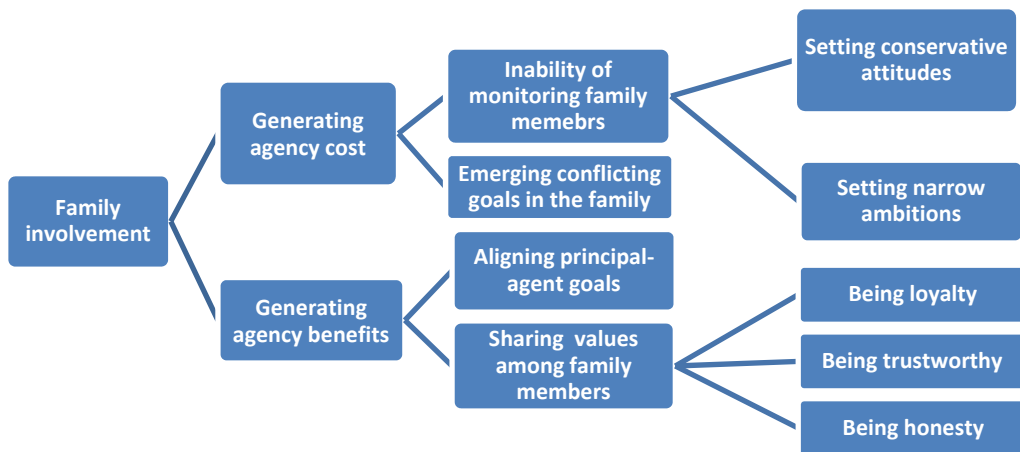 Family
involvement
Generating
agency cost
Generating
agency benefits
Inability of
monitoring family
memebrs
Emerging conflicting
goals in the family
Aligning principal-
agent goals
Sharing values
among family
members
Setting conservative
attitudes
Setting narrow
ambitions
Being loyalty
Being trustworthy
Being honesty